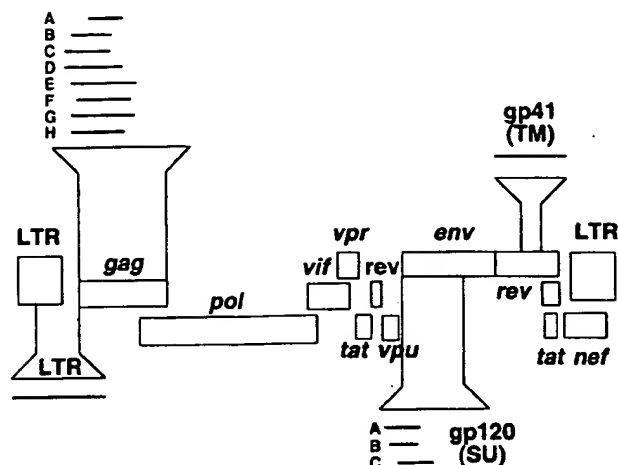 A
B
C
D
E
F
G
H
gp41
(TM)
LTR
gag
pol
vif
vpr
rev
env
LTR
rev
tat
vpu
tat nef
LTR
A
B
C
gp120
(SU)